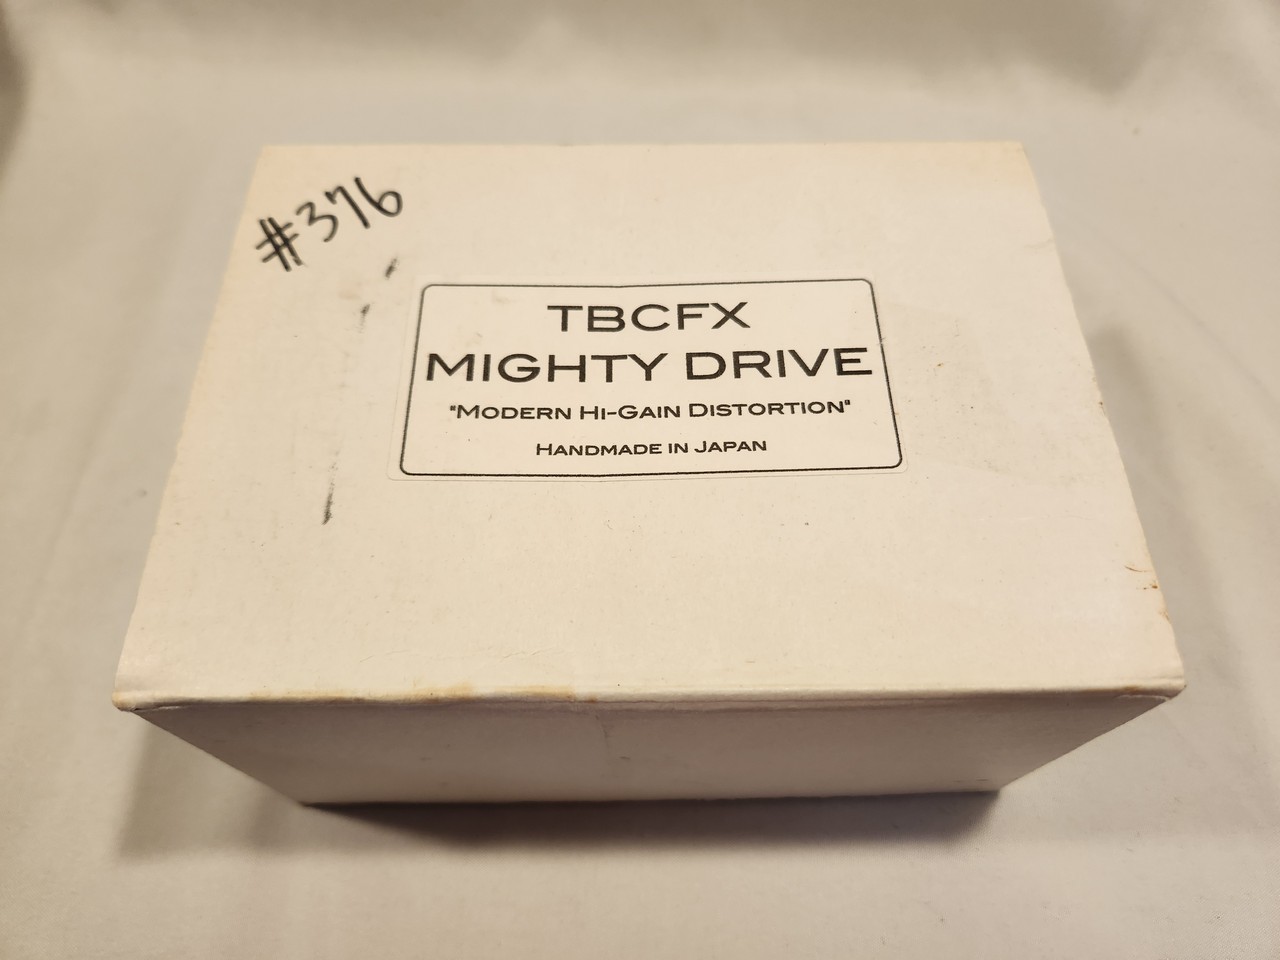 #376
TBCFX
MIGHTY DRIVE
"Modern Hi-Gain Distortion"
Handmade in Japan